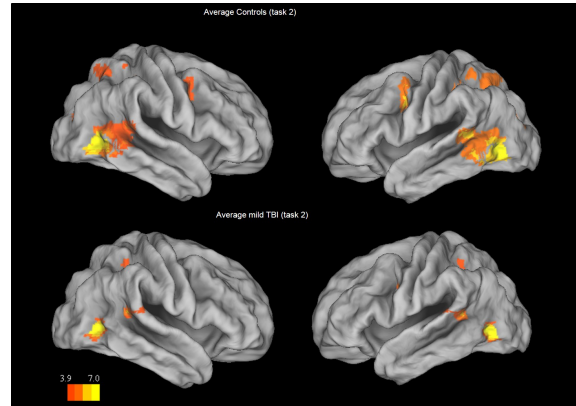 Average Controls (task 2)
Average mild TBI (task 2)
3.9 7.0